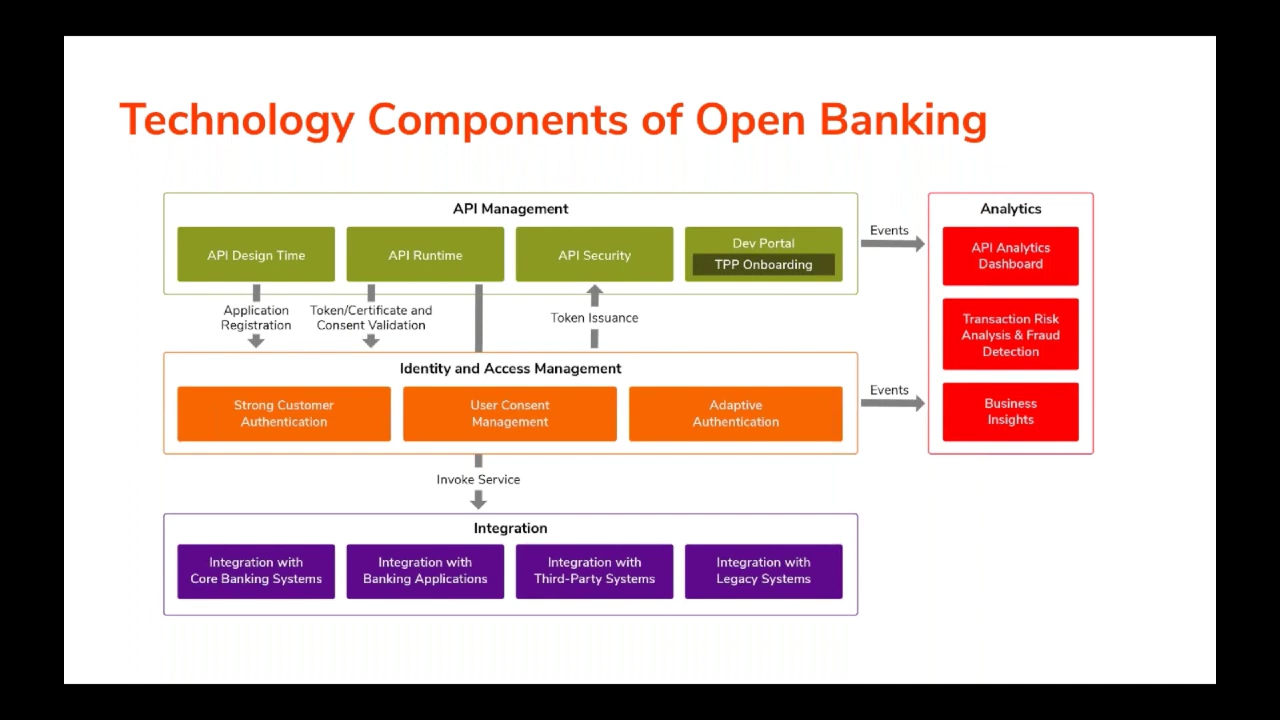 Technology Components of Open Banking
API Management
API Design Time
API Runtime
API Security
Dev Portal
TPP Onboarding
Events
Analytics
API Analytics
Dashboard
Transaction Risk
Analysis & Fraud
Detection
Business
Insights
Application
Registration
Token/Certificate and
Consent Validation
Token Issuance
Identity and Access Management
Strong Customer
Authentication
User Consent
Management
Adaptive
Authentication
Events
Invoke Service
Integration
Integration with
Core Banking Systems
Integration with
Banking Applications
Integration with
Third-Party Systems
Integration with
Legacy Systems